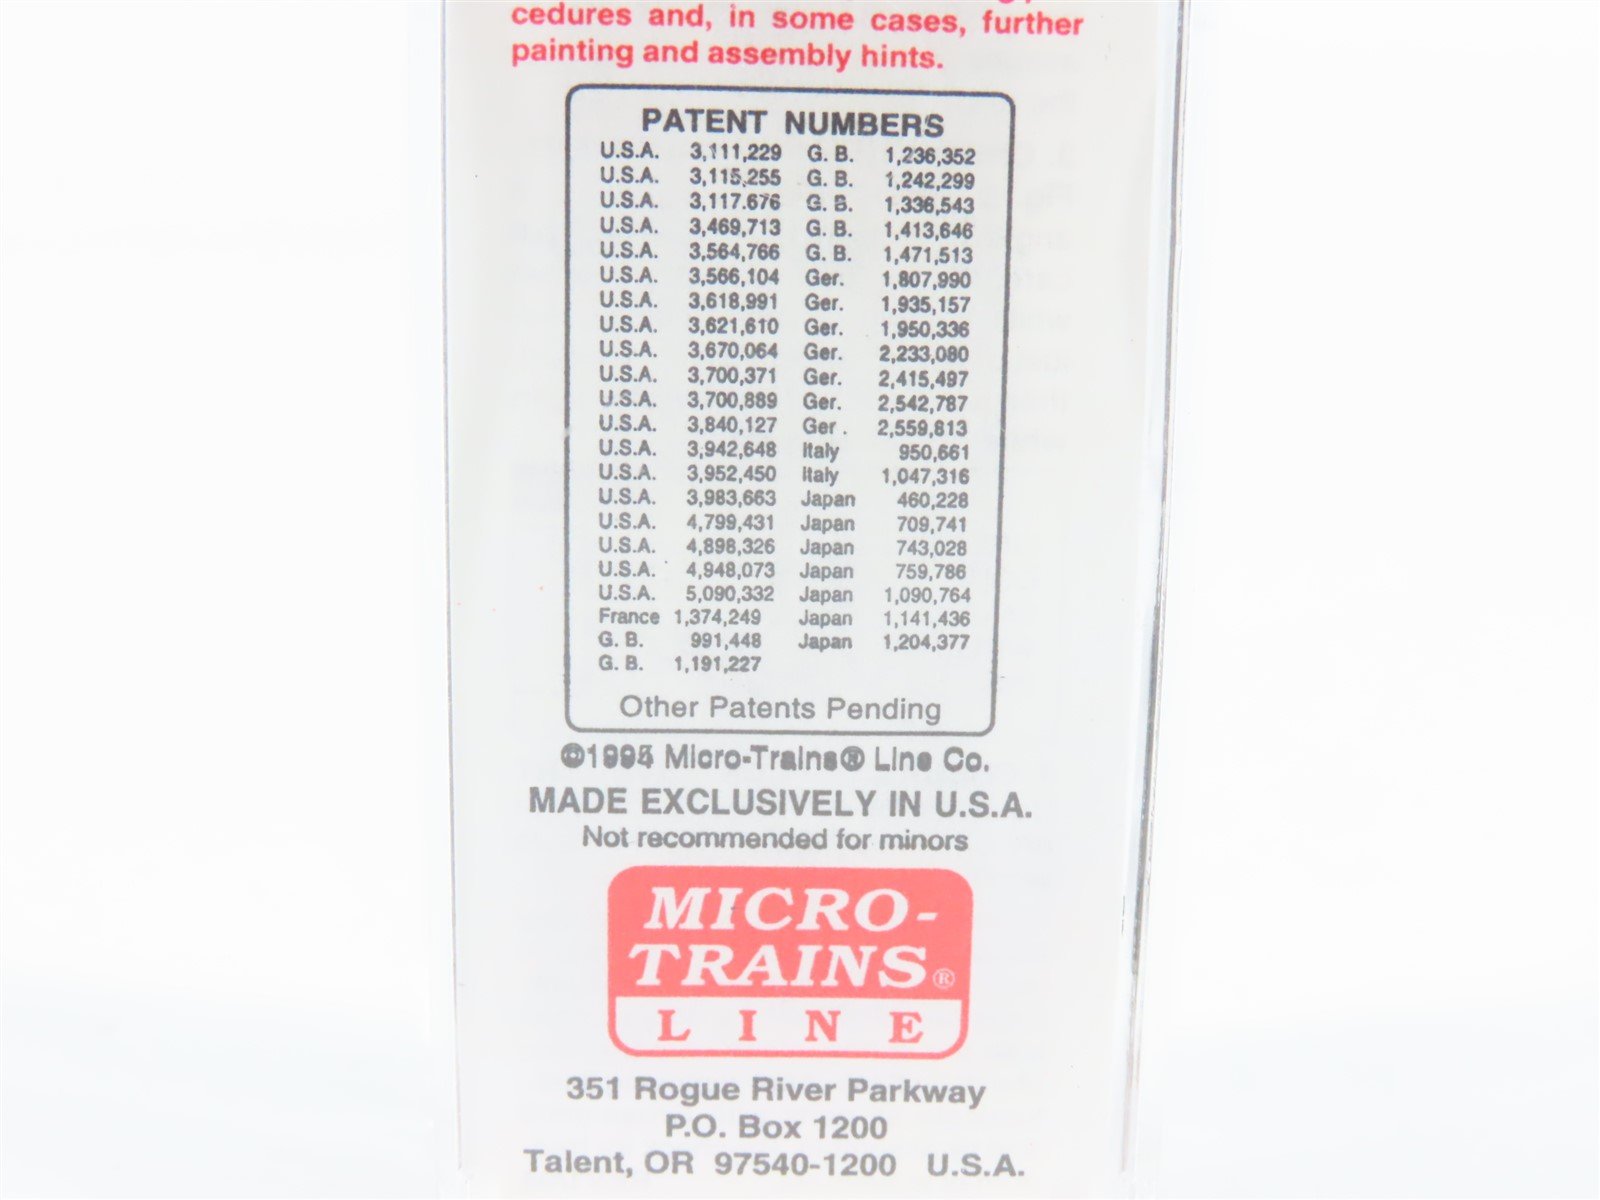 cedures and, in some cases, further
painting and assembly hints.
PATENT NUMBERS
U.S.A. 3,111,229 G. B. 1,236,352
U.S.A. 3,115,255 G. B. 1,242,299
U.S.A. 3,117.676 G. B. 1,336,543
U.S.A. 3,469,713 G. B. 1,413,646
U.S.A. 3,564,766 G. B. 1,471,513
U.S.A. 3,566,104 Ger. 1,807,990
U.S.A. 3,618,991 Ger. 1,935,157
U.S.A. 3,621,610 Ger. 1,950,336
U.S.A. 3,670,064 Ger. 2,233,080
U.S.A. 3,700,371 Ger. 2,415,497
U.S.A. 3,700,889 Ger. 2,542,787
U.S.A. 3,840,127 Ger . 2,559,813
U.S.A. 3,942,648 Italy 950,661
U.S.A. 3,952,450 Italy 1,047,316
U.S.A. 3,983,663 Japan 460,228
U.S.A. 4,799,431 Japan 709,741
U.S.A. 4,898,326 Japan 743,028
U.S.A. 4,948,073 Japan 759,786
U.S.A. 5,090,332 Japan 1,090,764
France 1,374,249 Japan 1,141,436
G. B. 991,448 Japan 1,204,377
G. B. 1,191,227
Other Patents Pending
Micro-Trains® Line Co.
MADE EXCLUSIVELY IN U.S.A.
Not recommended for minors
MICRO-
TRAINS®
LINE
351 Rogue River Parkway
P.O. Box 1200
Talent, OR 97540-1200 U.S.A.